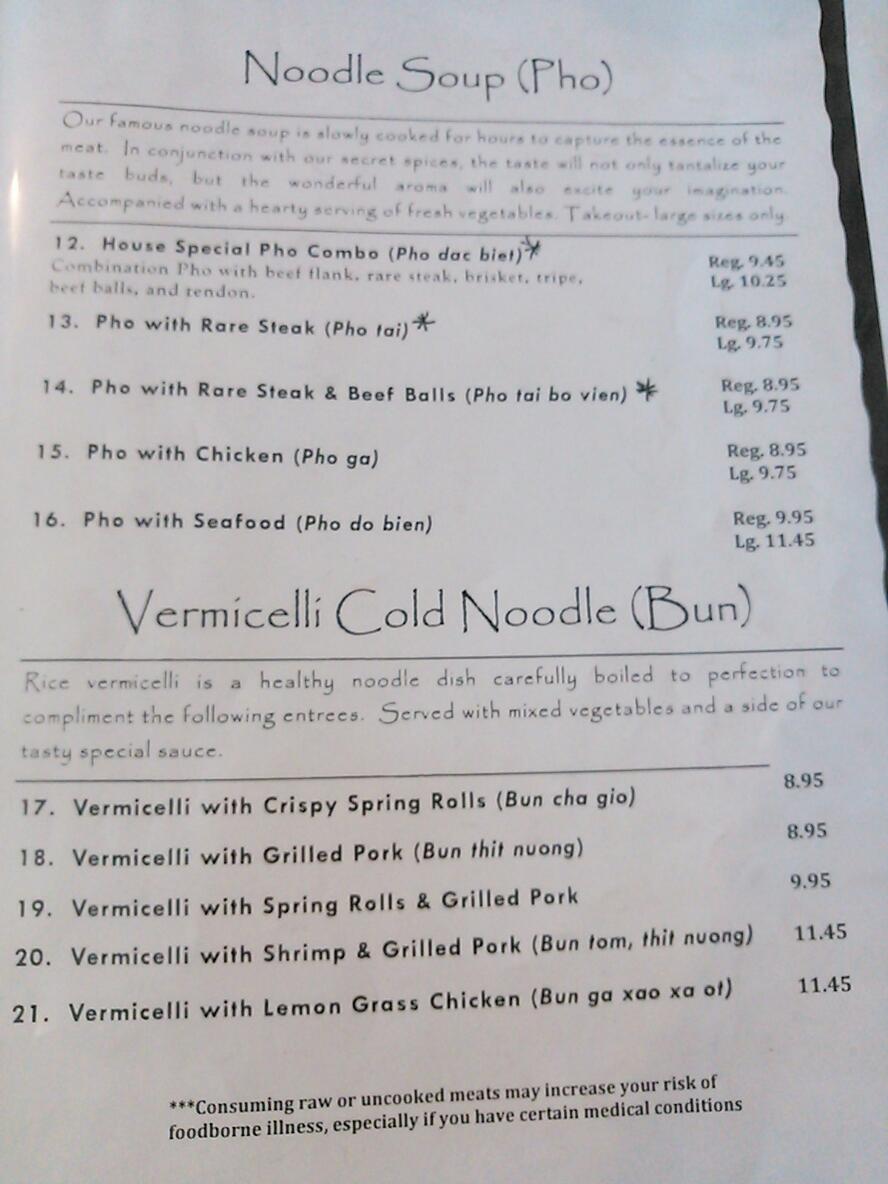 Noodle Soup (Pho)
Our famous noodle soup is slowly cooked for hours to capture the essence of the
meat. In conjunction with our secret spices, the taste will not only tantalize your
taste buds, but the wonderful aroma will also excite your imagination.
Accompanied with a hearty serving of fresh vegetables. Takeout- large sizes only
12. House Special Pho Combo (Pho dac biet)* Reg. 9.45
Combination Pho with beef flank, rare steak, brisket, tripe, Lg. 10.25
beef balls, and tendon.
13. Pho with Rare Steak (Pho tai)* Reg. 8.95
Lg. 9.75
14. Pho with Rare Steak & Beef Balls (Pho tai bo vien) * Reg. 8.95
Lg. 9.75
15. Pho with Chicken (Pho ga) Reg. 8.95
Lg. 9.75
16. Pho with Seafood (Pho do bien) Reg. 9.95
Lg. 11.45
Vermicelli Cold Noodle (Bun)
Rice vermicelli is a healthy noodle dish carefully boiled to perfection to
compliment the following entrees. Served with mixed vegetables and a side of our
tasty special sauce.
17. Vermicelli with Crispy Spring Rolls (Bun cha gio) 8.95
18. Vermicelli with Grilled Pork (Bun thit nuong) 8.95
19. Vermicelli with Spring Rolls & Grilled Pork 9.95
20. Vermicelli with Shrimp & Grilled Pork (Bun tom, thit nuong) 11.45
21. Vermicelli with Lemon Grass Chicken (Bun ga xao xa ot) 11.45
***Consuming raw or uncooked meats may increase your risk of
foodborne illness, especially if you have certain medical conditions